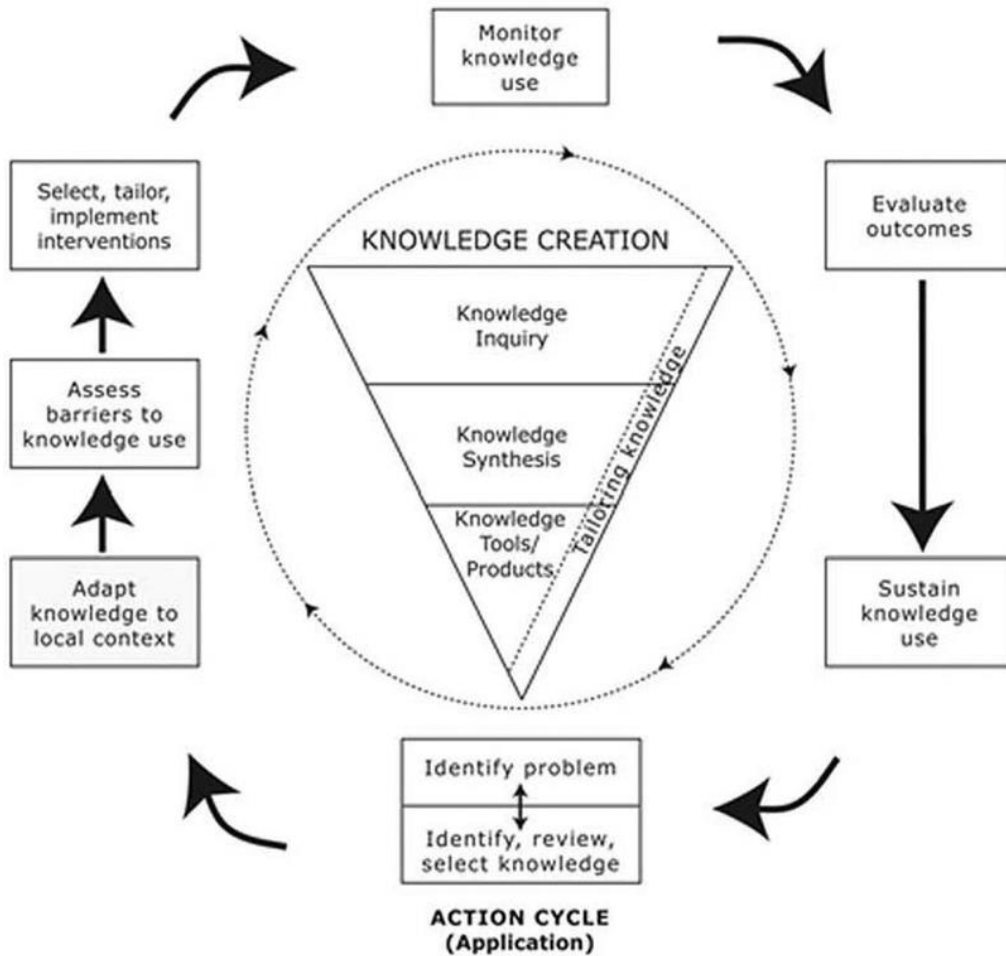 Monitor
knowledge
use
Select, tailor,
implement
interventions
Evaluate
outcomes
KNOWLEDGE CREATION
Knowledge
Inquiry
Tailoring knowledge
Assess
barriers to
knowledge use
Knowledge
Synthesis
Knowledge
Tools/
Products
Adapt
knowledge to
local context
Sustain
knowledge
use
Identify problem
Identify, review,
select knowledge
ACTION CYCLE
(Application)